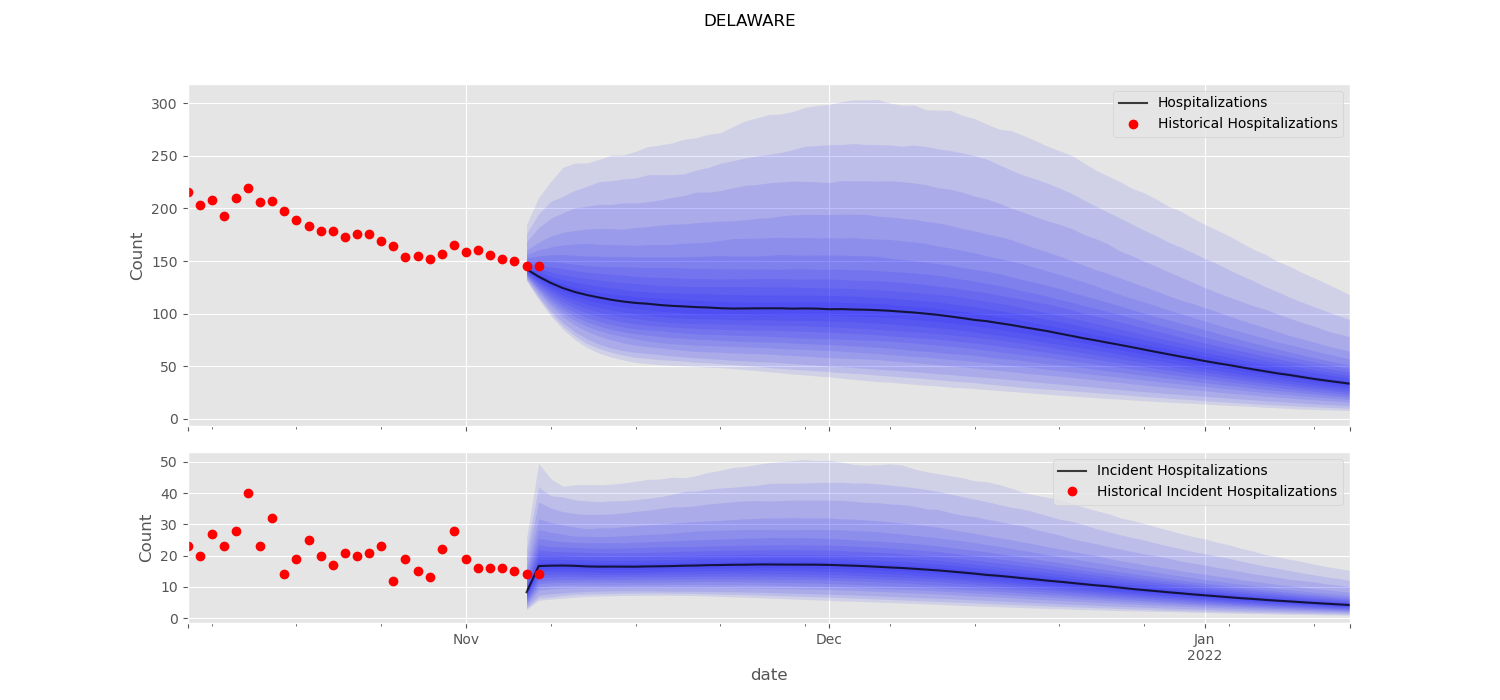 DELAWARE
Hospitalizations
Historical Hospitalizations
Count
300
250
200
150
100
50
0
Incident Hospitalizations
Historical Incident Hospitalizations
Count
50
40
30
20
10
0
Nov
Dec
Jan
2022
date